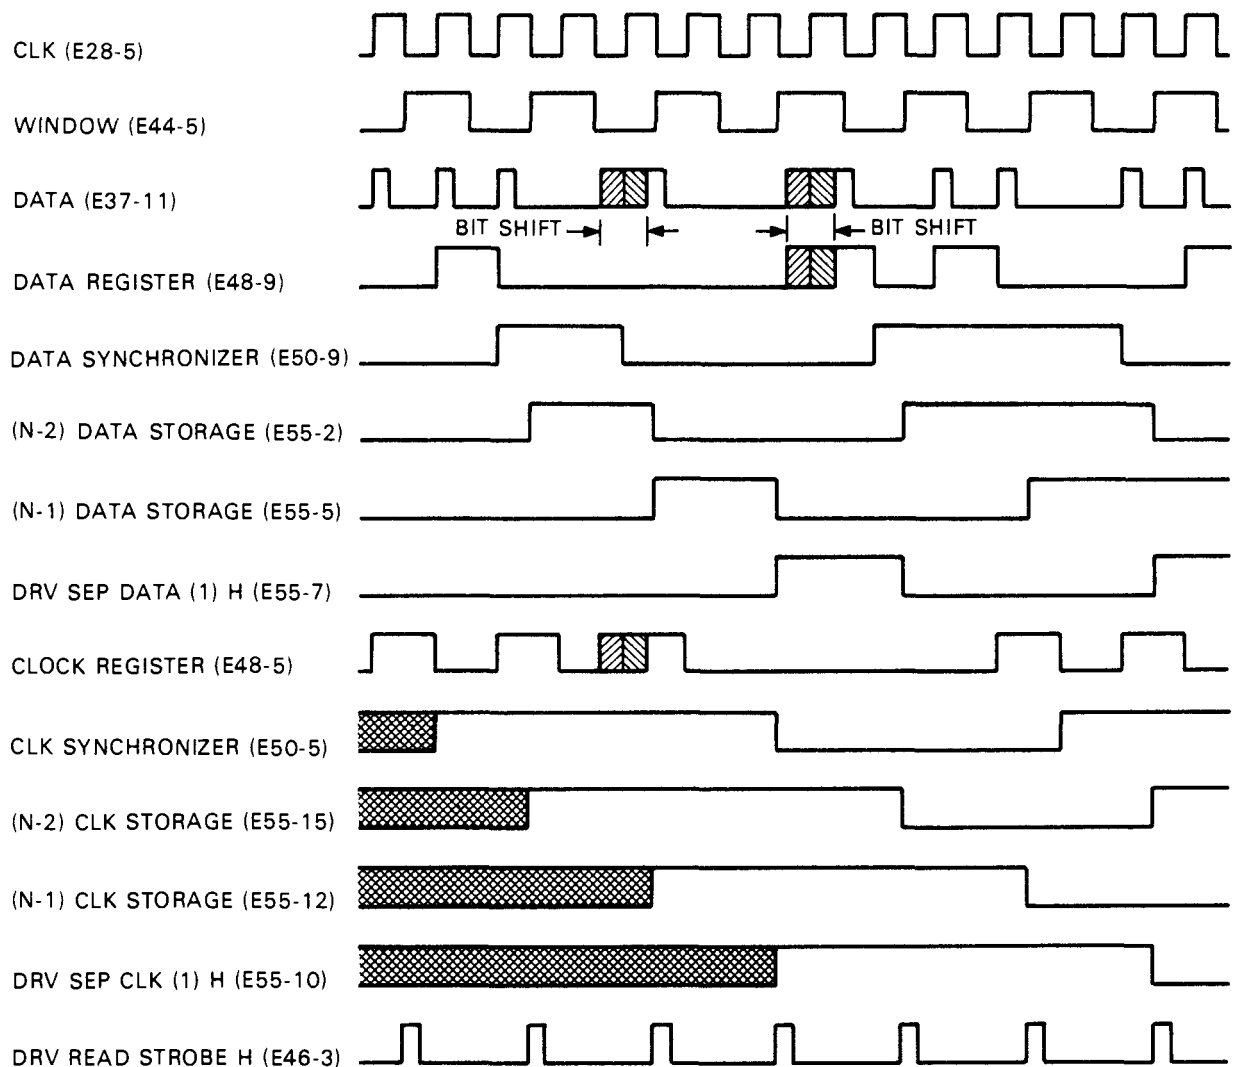 CLK (E28-5)
WINDOW (E44-5)
DATA (E37-11)
BIT SHIFT
BIT SHIFT
DATA REGISTER (E48-9)
DATA SYNCHRONIZER (E50-9)
(N-2) DATA STORAGE (E55-2)
(N-1) DATA STORAGE (E55-5)
DRV SEP DATA (1) H (E55-7)
CLOCK REGISTER (E48-5)
CLK SYNCHRONIZER (E50-5)
(N-2) CLK STORAGE (E55-15)
(N-1) CLK STORAGE (E55-12)
DRV SEP CLK (1) H (E55-10)
DRV READ STROBE H (E46-3)